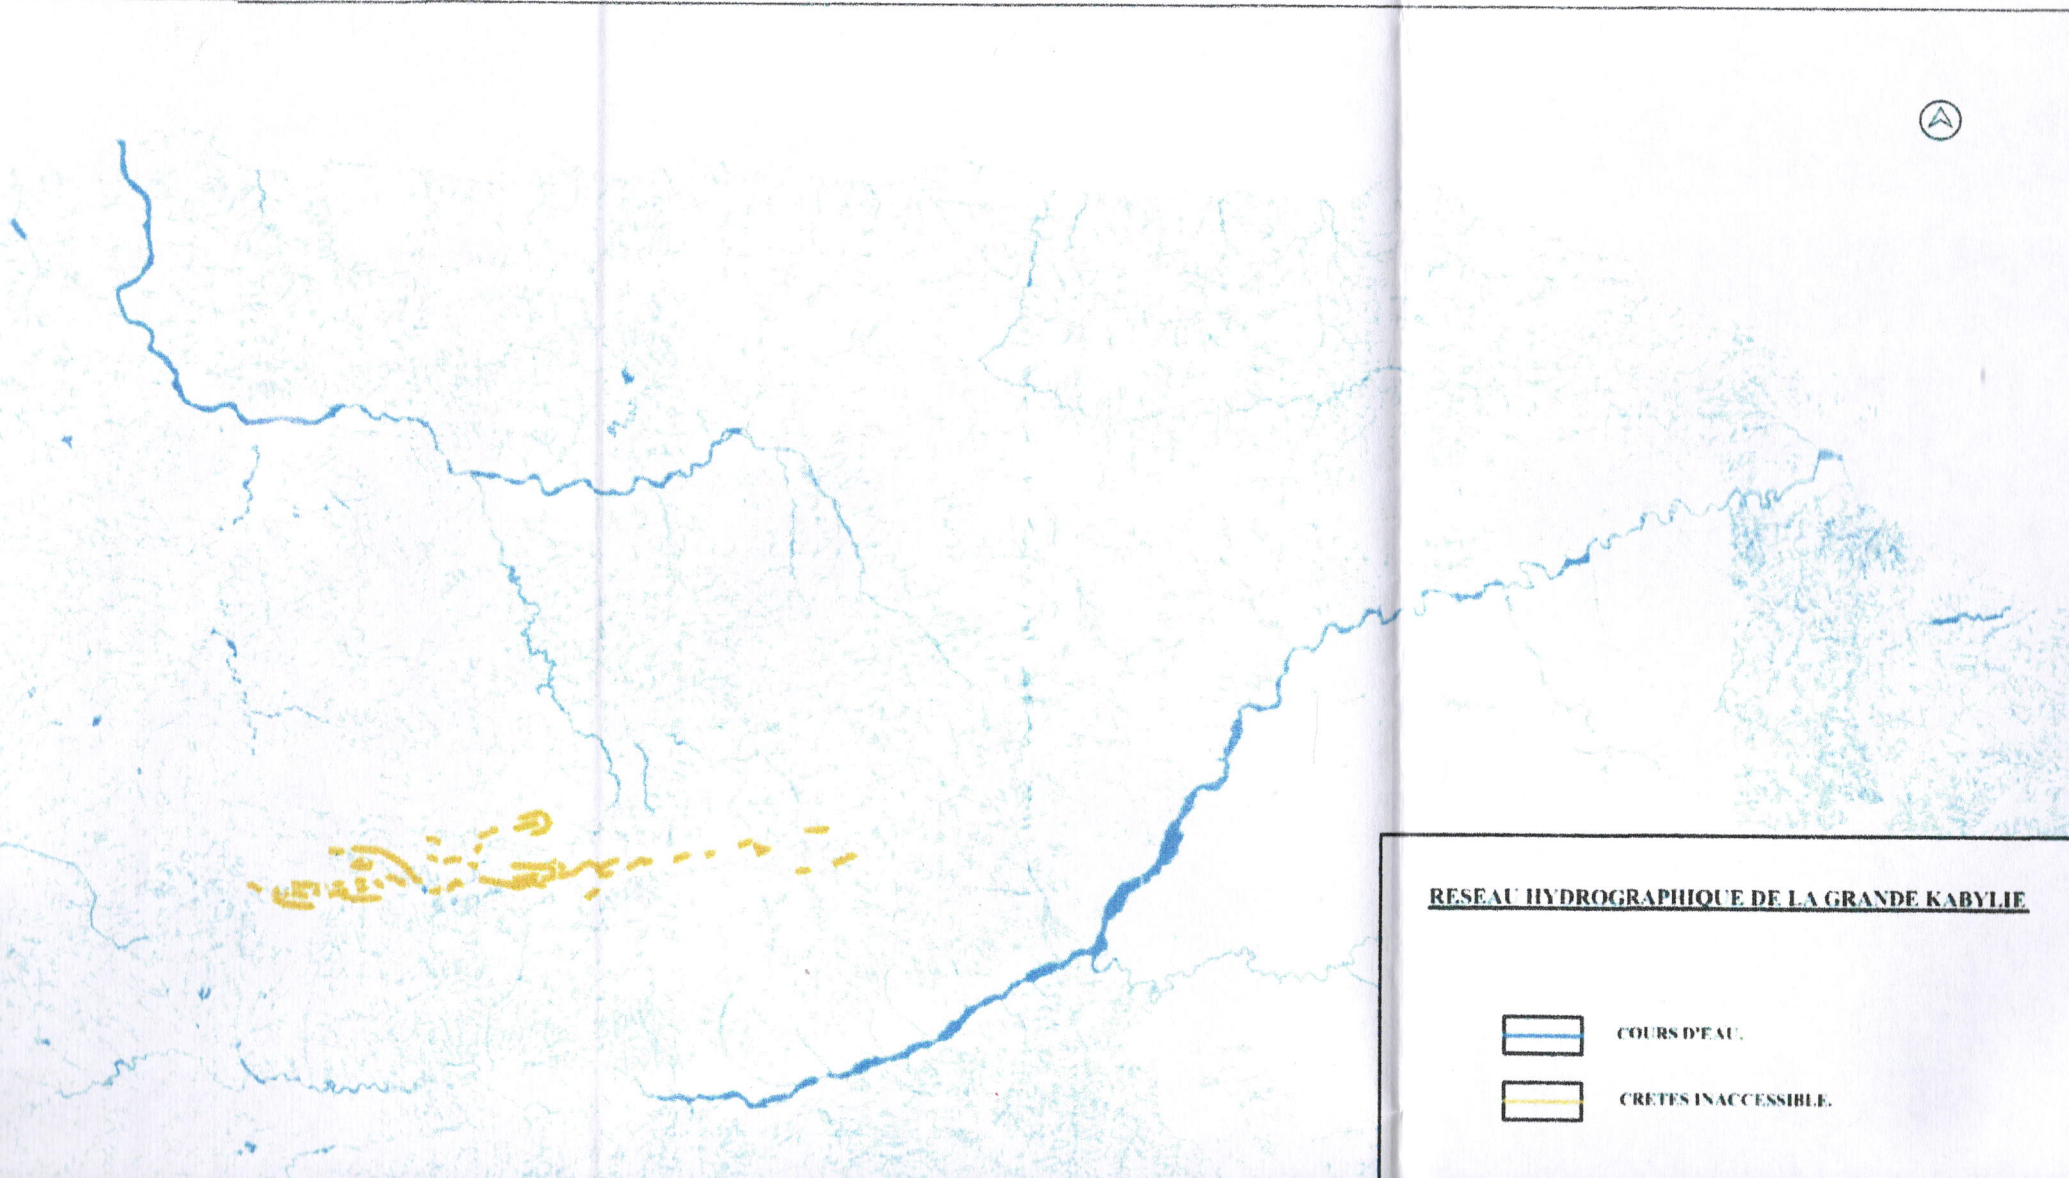 RESEAU HYDROGRAPHIQUE DE LA GRANDE KABYLIE
COURS D'EAU.
CRETES INACCESSIBLE.